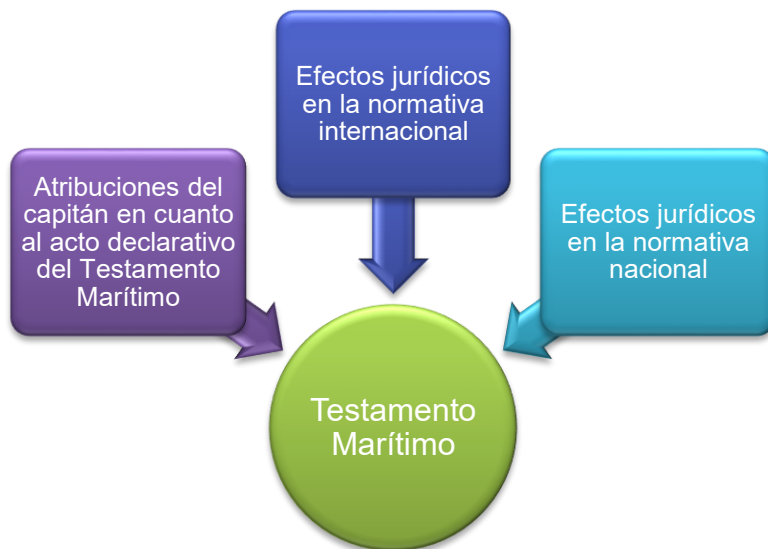 Efectos jurídicos
en la normativa
internacional
Atribuciones del
capitán en cuanto
al acto declarativo
del Testamento
Marítimo
Efectos jurídicos
en la normativa
nacional
Testamento
Marítimo